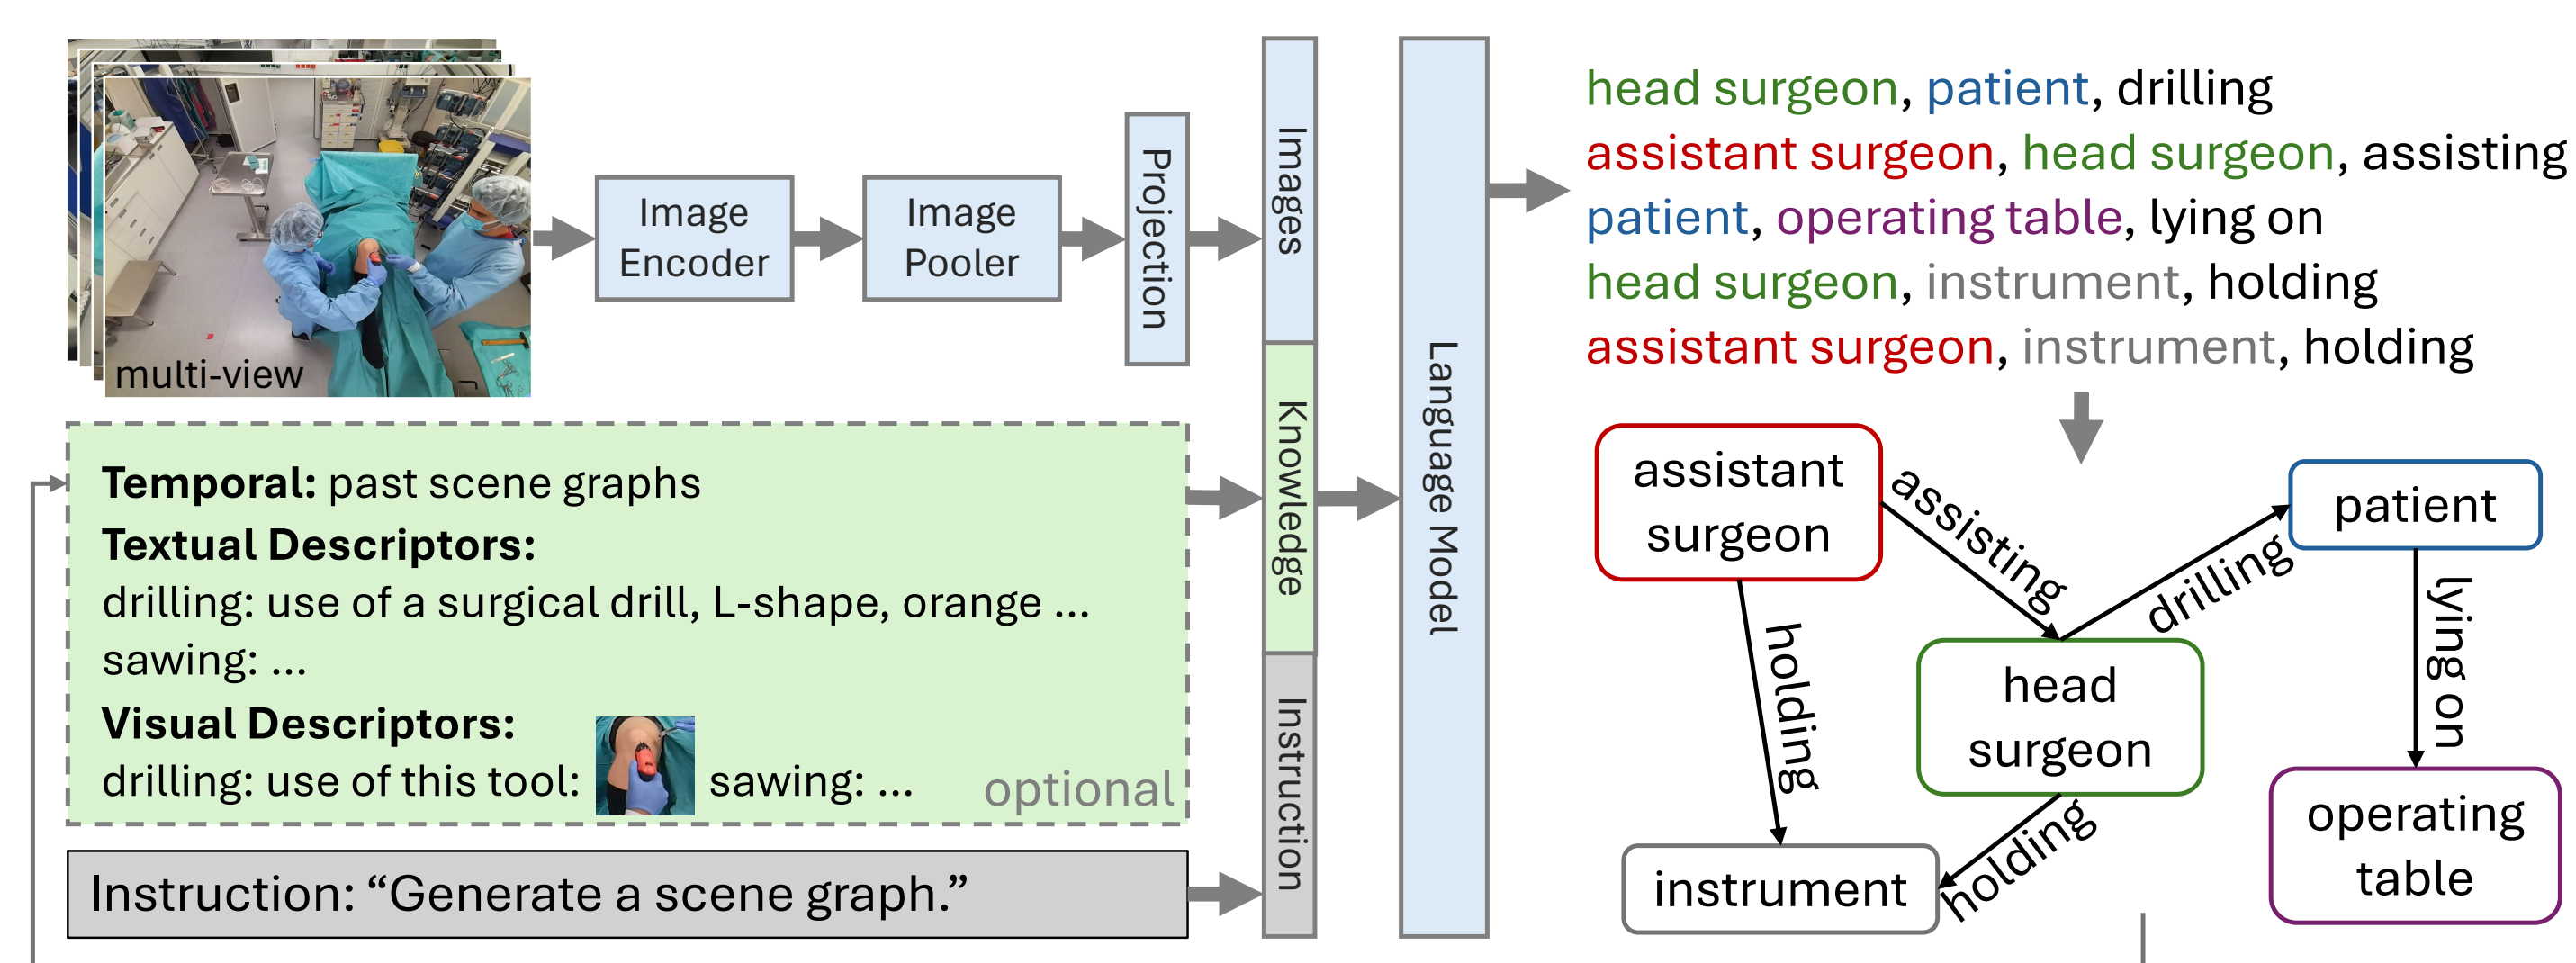 multi-view
Image
Encoder
Image
Pooler
Projection
Images
Knowledge
Instruction
Language Model
Temporal: past scene graphs
Textual Descriptors:
drilling: use of a surgical drill, L-shape, orange ...
sawing: ...
Visual Descriptors:
drilling: use of this tool: sawing: ...
optional
Instruction: “Generate a scene graph.”
head surgeon, patient, drilling
assistant surgeon, head surgeon, assisting
patient, operating table, lying on
head surgeon, instrument, holding
assistant surgeon, instrument, holding
assistant
surgeon
assisting
drilling
patient
holding
head
surgeon
lying on
holding
instrument
operating
table